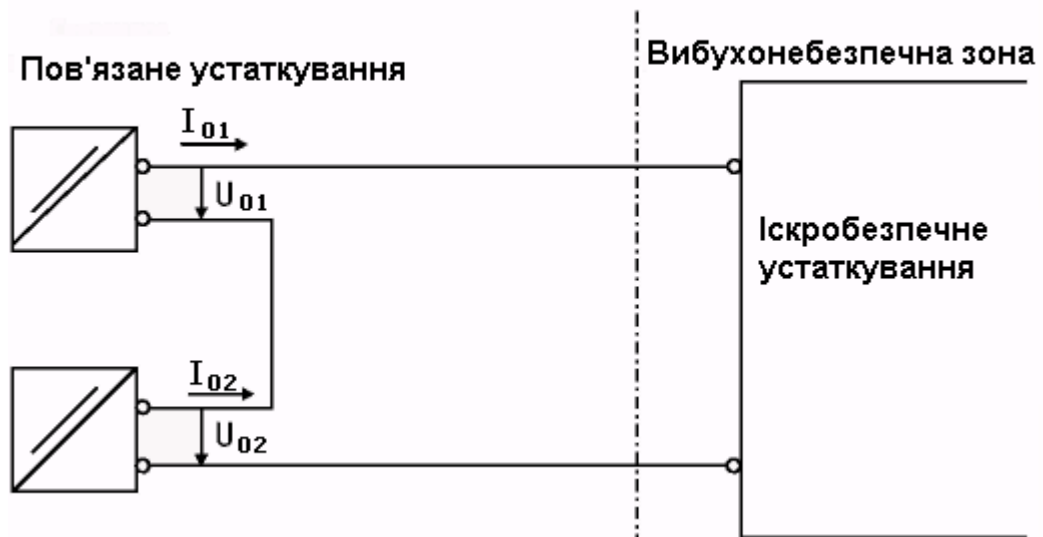 Пов'язане устаткування
Вибухонебезпечна зона
I01
U01
Іскробезпечне
устаткування
I02
U02